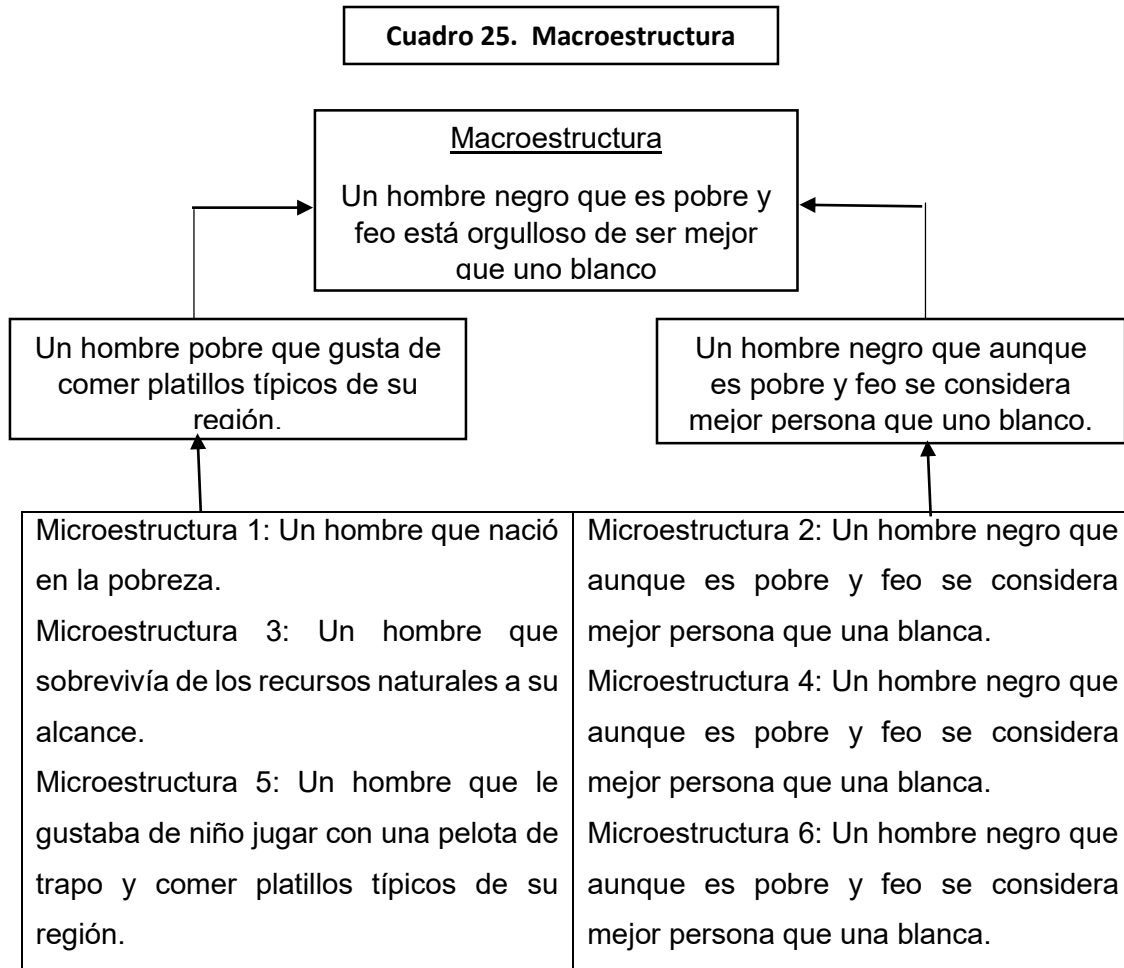 Cuadro 25. Macroestructura
Macroestructura
Un hombre negro que es pobre y
feo está orgulloso de ser mejor
que uno blanco
Un hombre pobre que gusta de
comer platillos típicos de su
región.
Un hombre negro que aunque
es pobre y feo se considera
mejor persona que uno blanco.
Microestructura 1: Un hombre que nació
en la pobreza.
Microestructura 3: Un hombre que
sobrevivía de los recursos naturales a su
alcance.
Microestructura 5: Un hombre que le
gustaba de niño jugar con una pelota de
trapo y comer platillos típicos de su
región.
Microestructura 2: Un hombre negro que
aunque es pobre y feo se considera
mejor persona que una blanca.
Microestructura 4: Un hombre negro que
aunque es pobre y feo se considera
mejor persona que una blanca.
Microestructura 6: Un hombre negro que
aunque es pobre y feo se considera
mejor persona que una blanca.